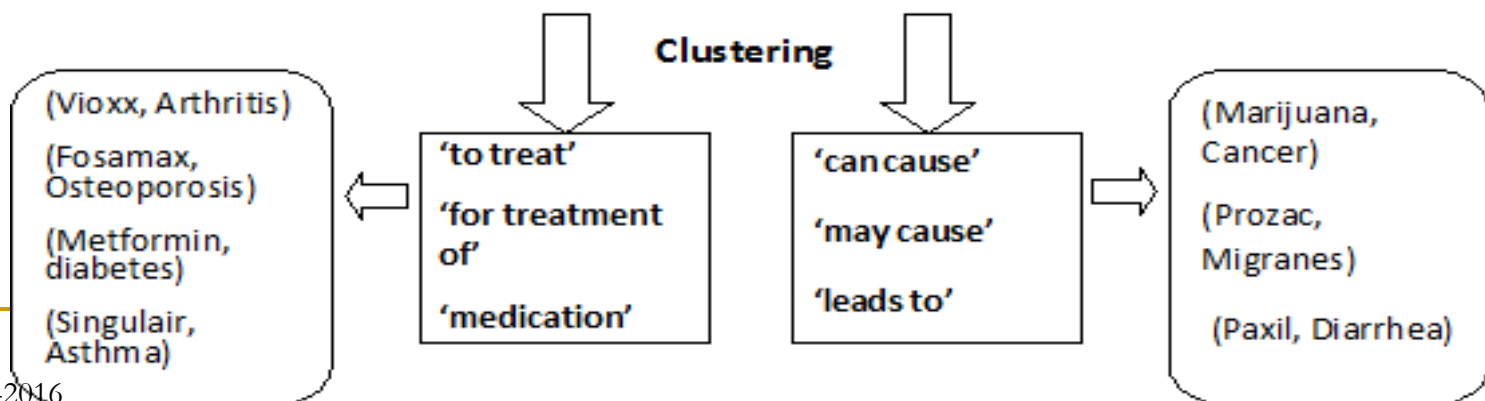 Clustering
(Vioxx, Arthritis)
(Fosamax,
Osteoporosis)
(Metformin,
diabetes)
(Singulair,
Asthma)
‘to treat’
‘for treatment
of’
‘medication’
‘can cause’
‘may cause’
‘leads to’
(Marijuana,
Cancer)
(Prozac,
Migranes)
(Paxil, Diarrhea)
-2016